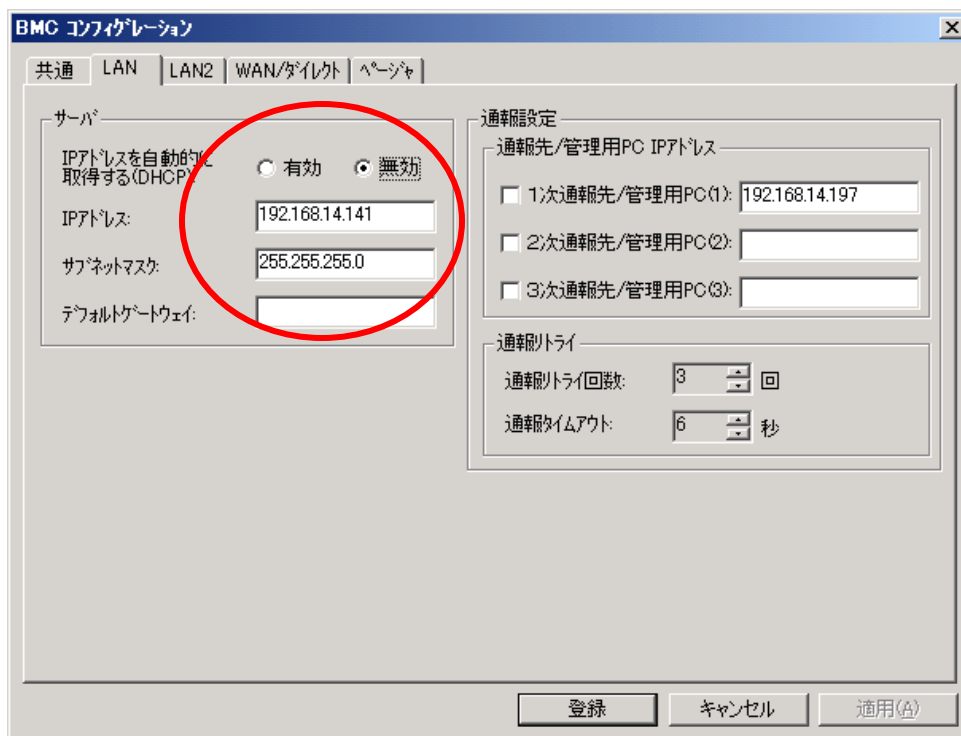 BMC コンフィグレーション
共通 LAN LAN2 WAN/ダイレクト ページャ
サーバ
IPアドレスを自動的に
取得する(DHCP):
有効 無効
IPアドレス: 192.168.14.141
サブネットマスク: 255.255.255.0
デフォルトゲートウェイ:
通報設定
通報先/管理用PC IPアドレス
1次通報先/管理用PC(1): 192.168.14.197
2次通報先/管理用PC(2):
3次通報先/管理用PC(3):
通報リトライ
通報リトライ回数: 3 回
通報タイムアウト: 6 秒
登録 キャンセル 適用(A)